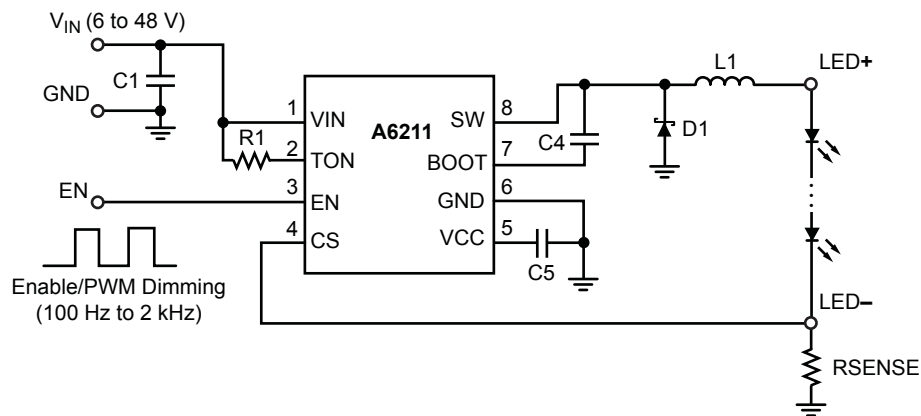 V_IN (6 to 48 V)
C1
GND
R1
EN
Enable/PWM Dimming
(100 Hz to 2 kHz)
1
2
3
4
VIN
TON
EN
CS
A6211
SW
BOOT
GND
VCC
8
7
6
5
C4
C5
D1
L1
LED+
LED–
RSENSE